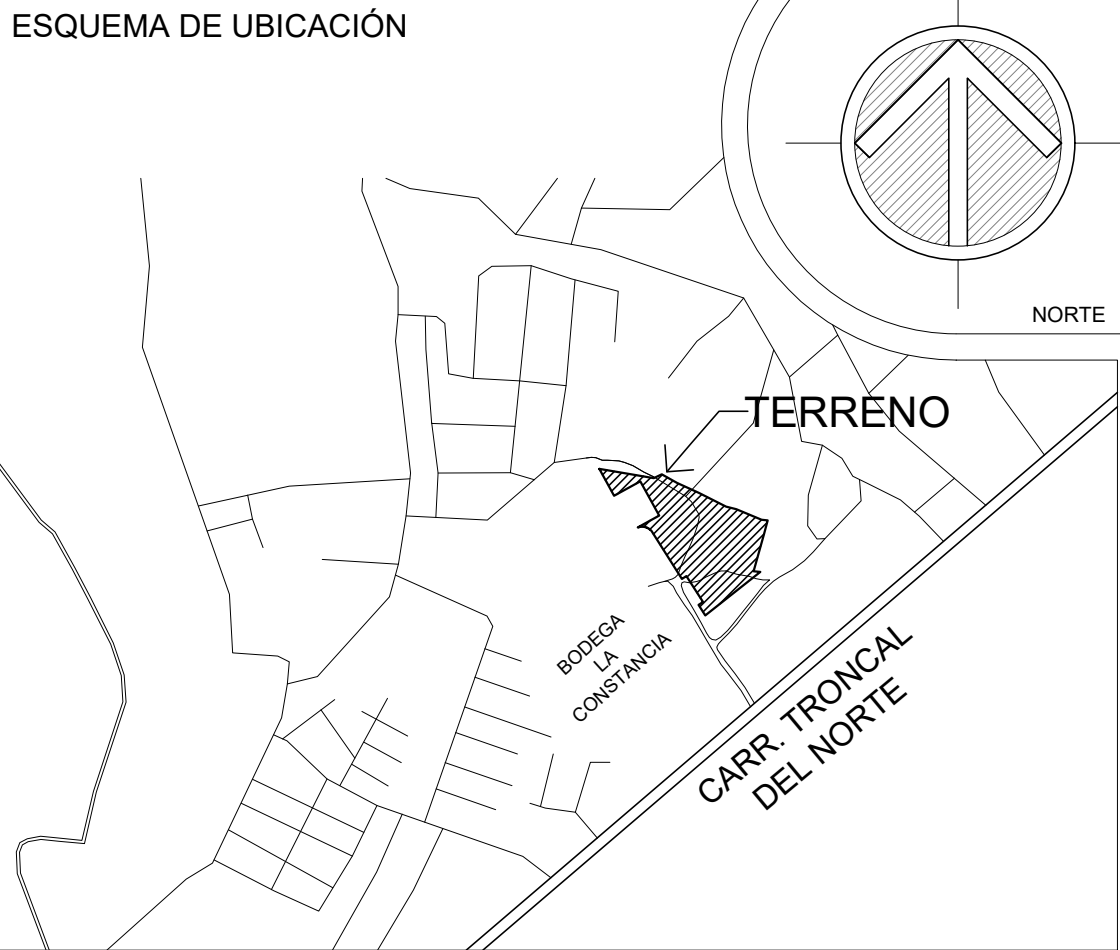 ESQUEMA DE UBICACIÓN
NORTE
TERRENO
BODEGA
LA
CONSTANCIA
CARR. TRONCAL
DEL NORTE